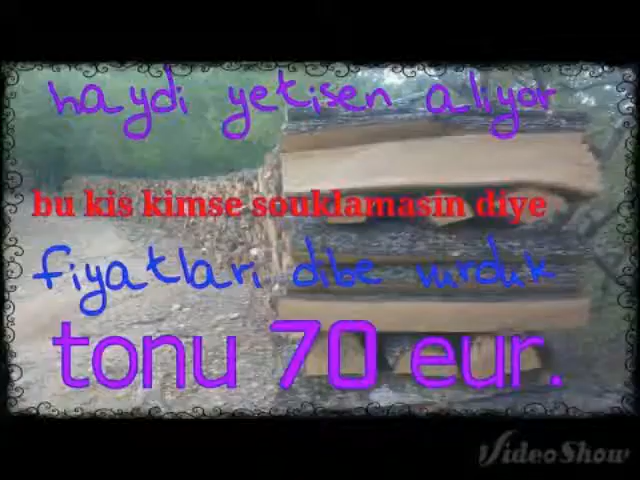 haydi yetisen aliyor
bu kis kimse souklamasin diye
fiyatlari dibe vurduk
tonu 70 eur.
VideoShow